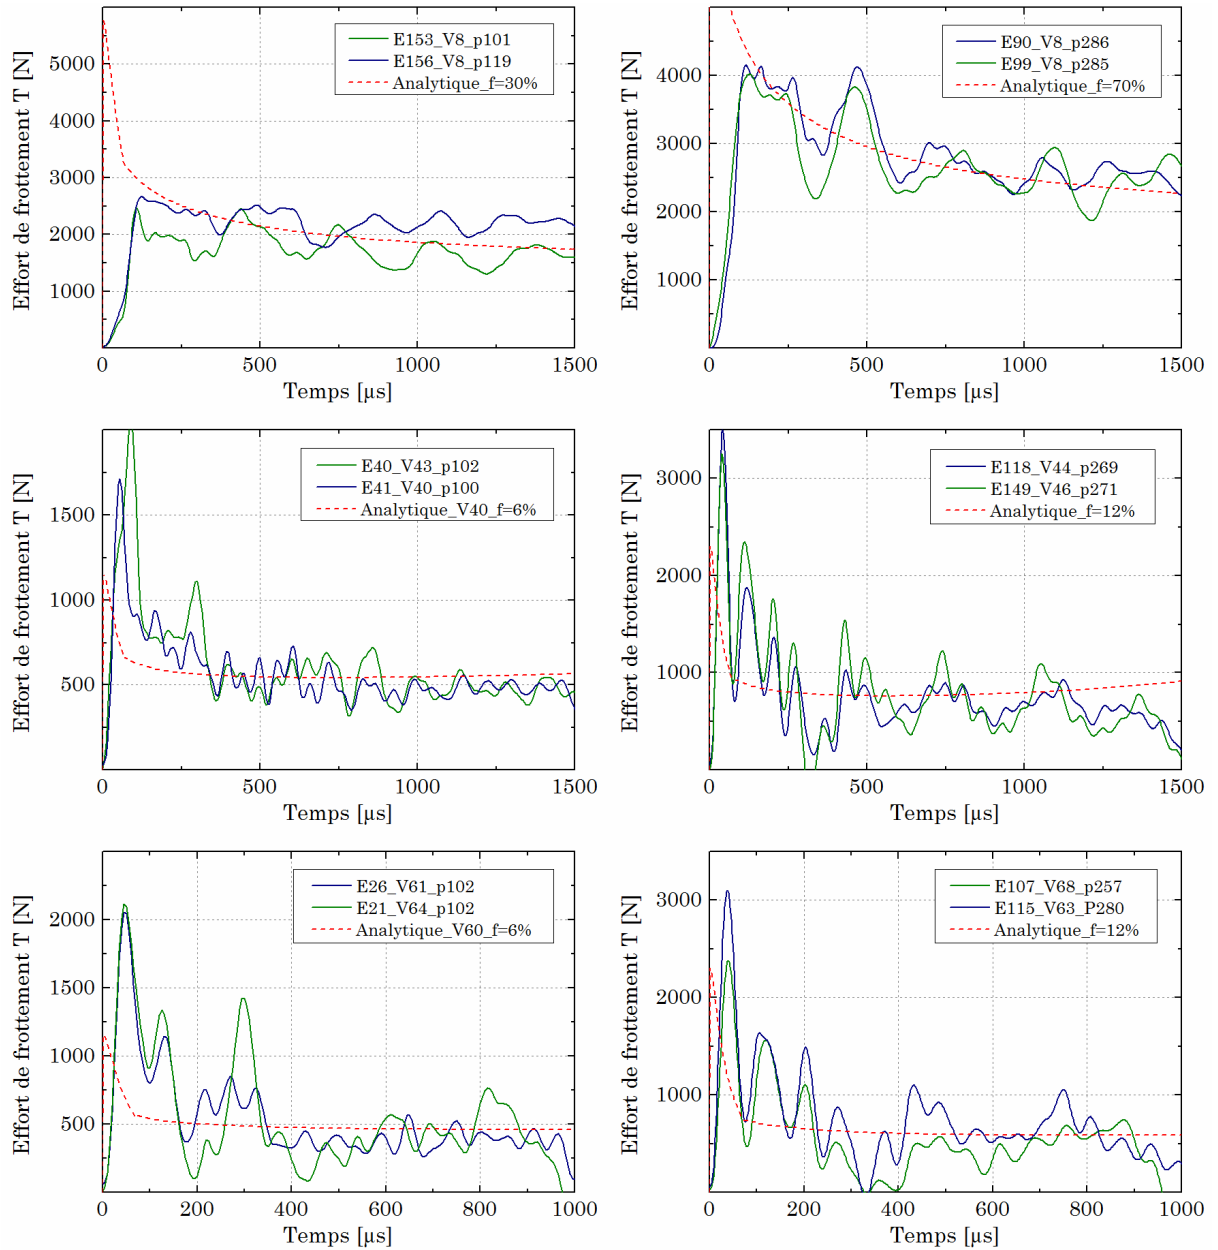 E153_V8_p101
E156_V8_p119
Analytique_f=30%
Effort de frottement T [N]
5000
4000
3000
2000
1000
0
500
1000
1500
Temps [µs]
E90_V8_p286
E99_V8_p285
Analytique_f=70%
Effort de frottement T [N]
4000
3000
2000
1000
0
500
1000
1500
Temps [µs]
E40_V43_p102
E41_V40_p100
Analytique_V40_f=6%
Effort de frottement T [N]
1500
1000
500
0
500
1000
1500
Temps [µs]
E118_V44_p269
E149_V46_p271
Analytique_f=12%
Effort de frottement T [N]
3000
2000
1000
0
0
500
1000
1500
Temps [µs]
E26_V61_p102
E21_V64_p102
Analytique_V60_f=6%
Effort de frottement T [N]
2000
1500
1000
500
0
0
200
400
600
800
1000
Temps [µs]
E107_V68_p257
E115_V63_P280
Analytique_f=12%
Effort de frottement T [N]
3000
2000
1000
0
0
200
400
600
800
1000
Temps [µs]